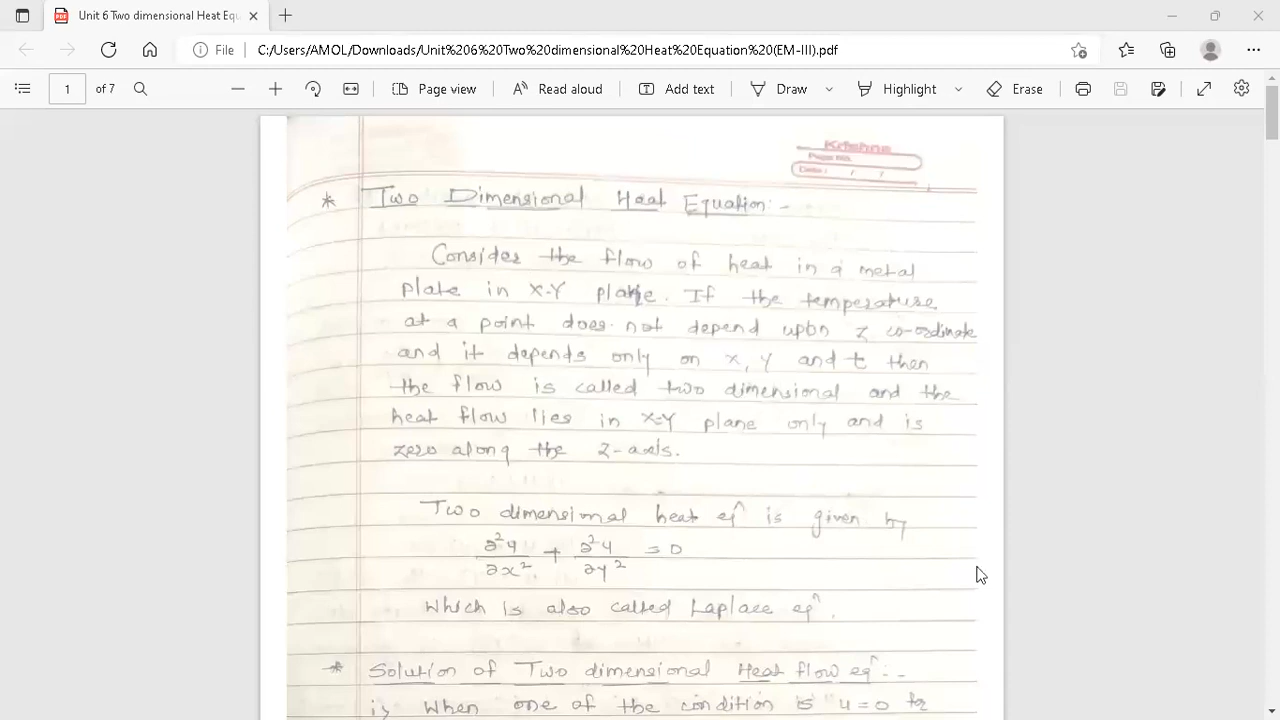 Unit 6 Two dimensional Heat Equ
File C:/Users/AMOL/Downloads/Unit%206%20Two%20dimensional%20Heat%20Equation%20(EM-III).pdf
1 of 7 Page view Read aloud Add text Draw Highlight Erase
Krishna
Page No.
Date : / /
* Two Dimensional Heat Equation:-
Consider the flow of heat in a metal
plate in X-Y plane. If the temperature
at a point does not depend upon z co-ordinate
and it depends only on x, y and t then
the flow is called two dimensional and the
heat flow lies in X-Y plane only and is
zero along the Z-axis.
Two dimensional heat eqⁿ is given by
∂²u/∂x² + ∂²u/∂y² = 0
Which is also called Laplace eqⁿ.
* Solution of Two dimensional Heat flow eqⁿ:-
i> When one of the condition is u=0 for